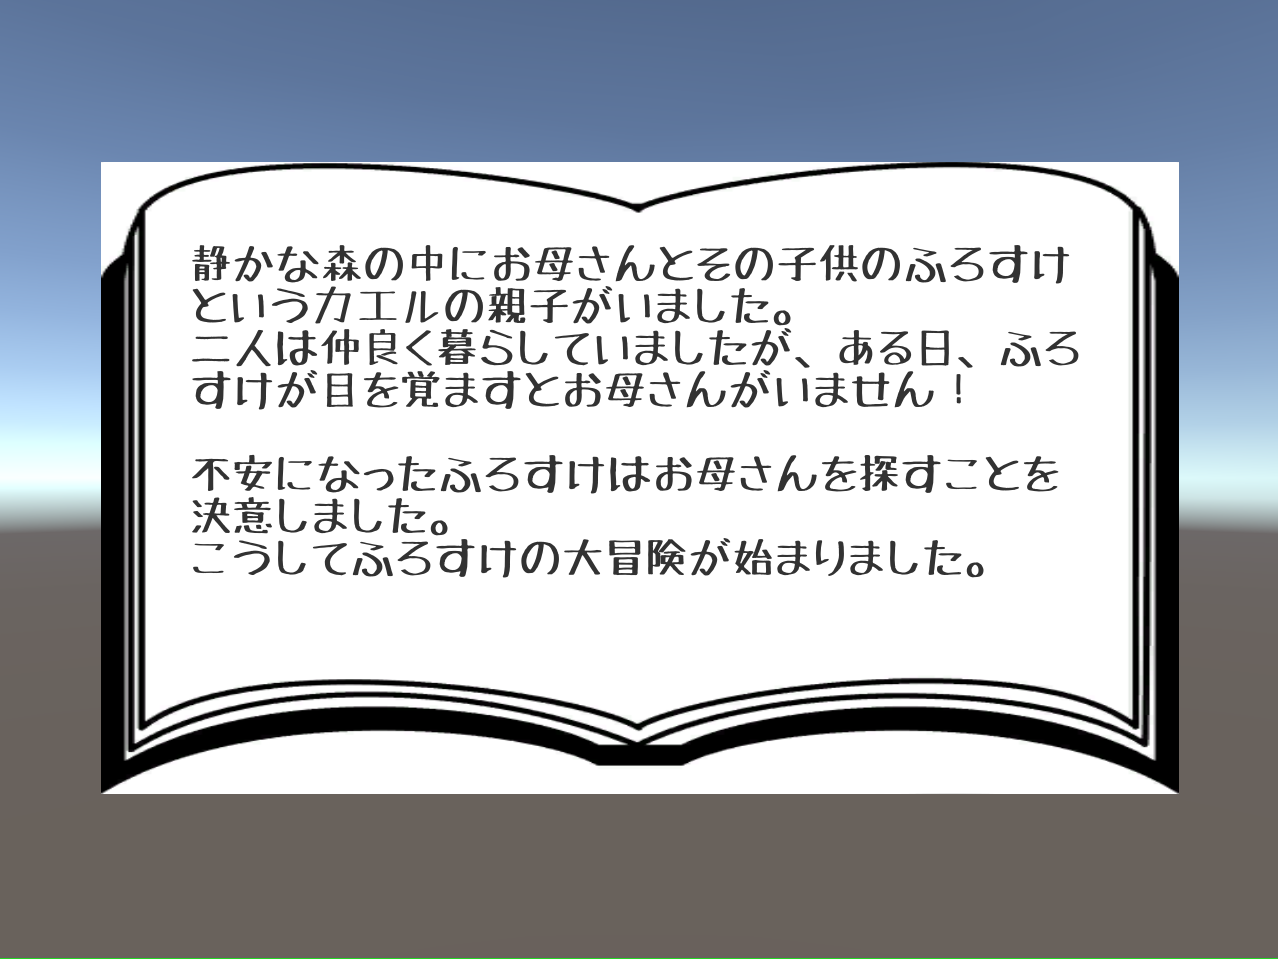 静かな森の中にお母さんとその子供のふろすけ
というカエルの親子がいました。
二人は仲良く暮らしていましたが、ある日、ふろ
すけが目を覚ますとお母さんがいません！
不安になったふろすけはお母さんを探すことを
決意しました。
こうしてふろすけの大冒険が始まりました。